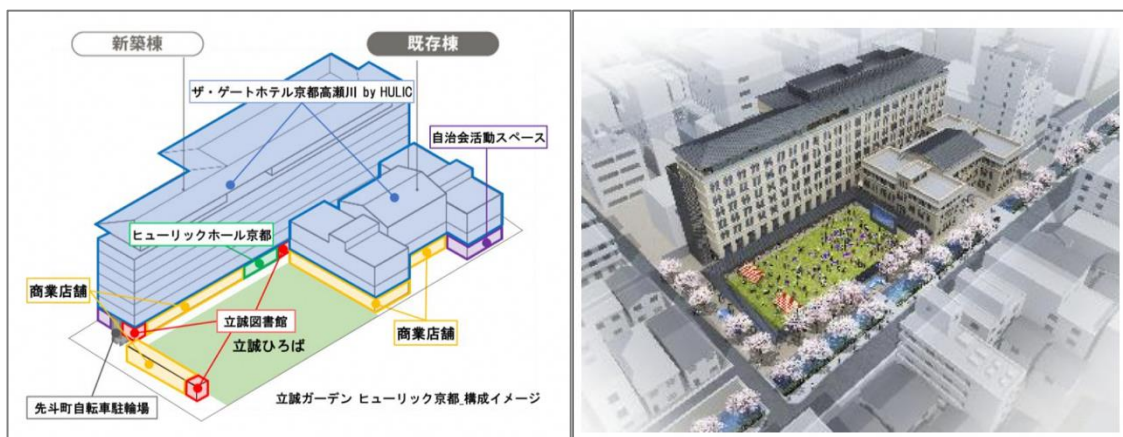 新築棟
既存棟
ザ・ゲートホテル京都高瀬川 by HULIC
自治会活動スペース
ヒューリックホール京都
商業店舗
立誠図書館
商業店舗
立誠ひろば
先斗町自転車駐輪場
立誠ガーデン ヒューリック京都_構成イメージ